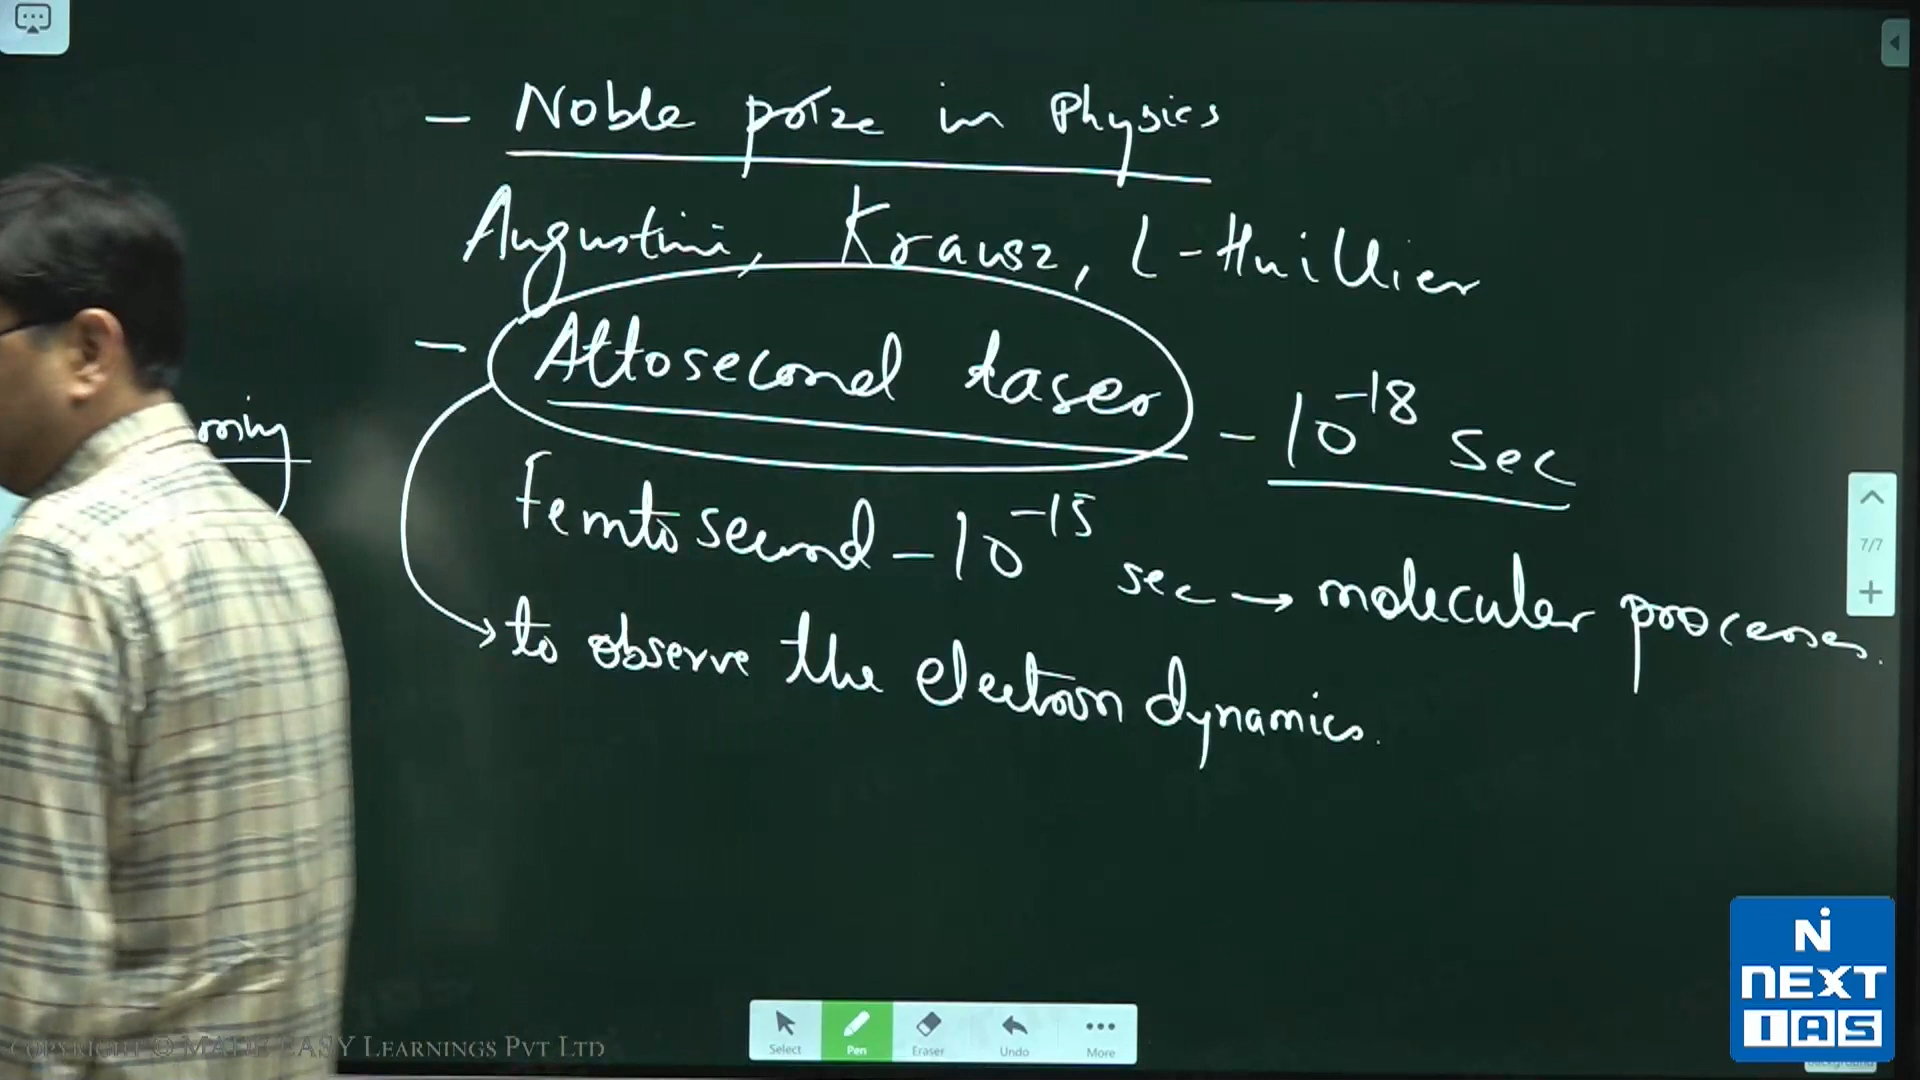 - Noble prize in Physics
Augustini, Krausz, L-Huillier
- Attosecond Laser - 10^-18 sec
Femtosecond - 10^-15 sec → molecular processes.
→ to observe the electron dynamics.
7/7
Select Pen Eraser Undo More
COPYRIGHT © MADE EASY LEARNINGS PVT LTD
NEXT
IAS